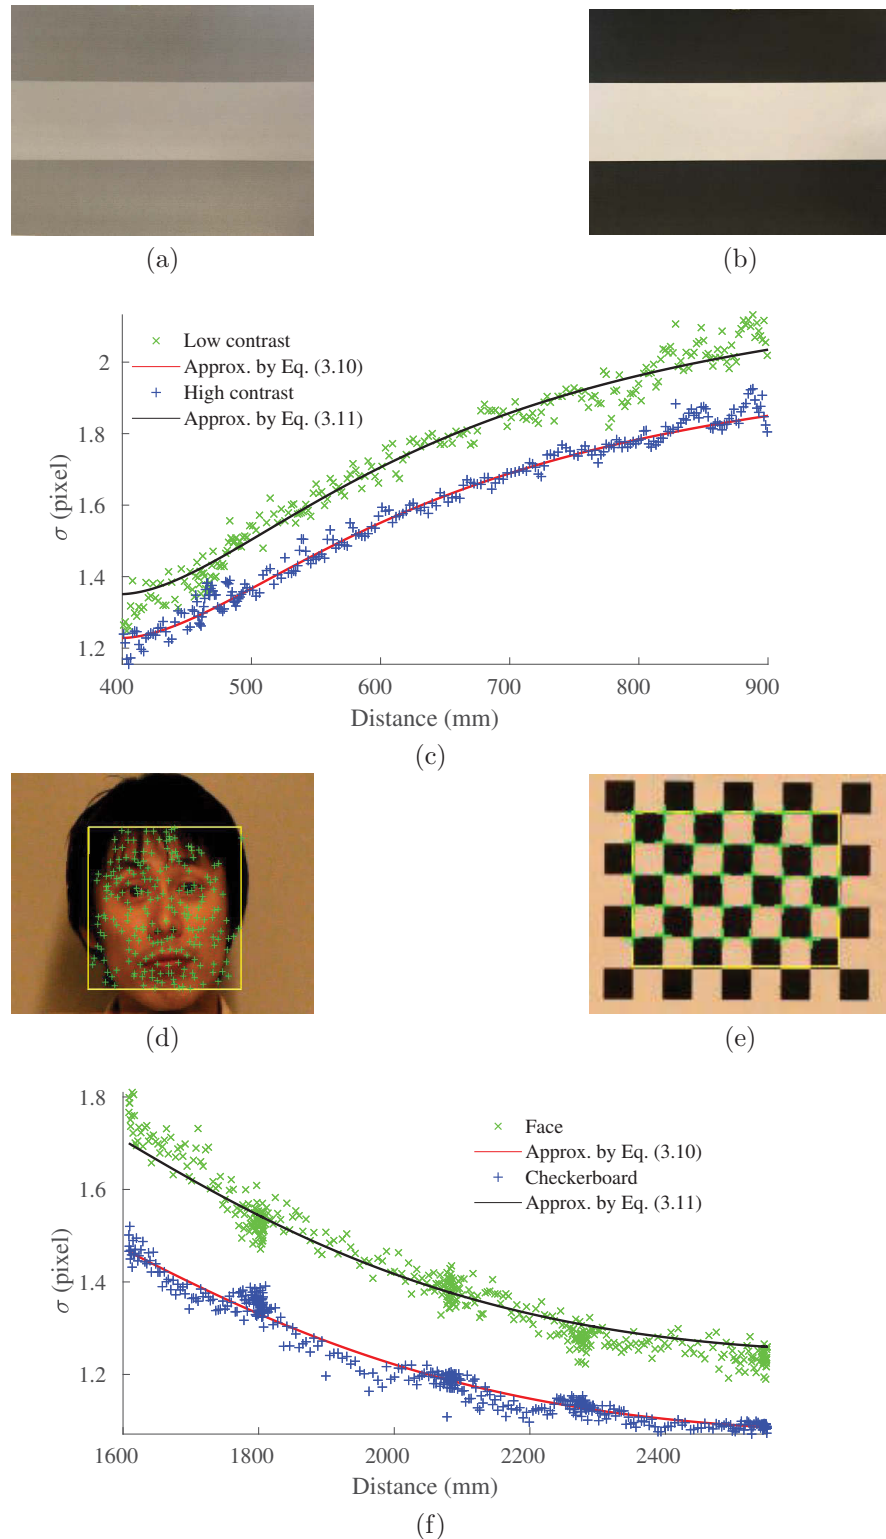 (a)
(b)
Low contrast
Approx. by Eq. (3.10)
High contrast
Approx. by Eq. (3.11)
2
1.8
1.6
1.4
1.2
σ (pixel)
400
500
600
700
800
900
Distance (mm)
(c)
(d)
(e)
1.8
1.6
1.4
1.2
σ (pixel)
Face
Approx. by Eq. (3.10)
Checkerboard
Approx. by Eq. (3.11)
1600
1800
2000
2200
2400
Distance (mm)
(f)